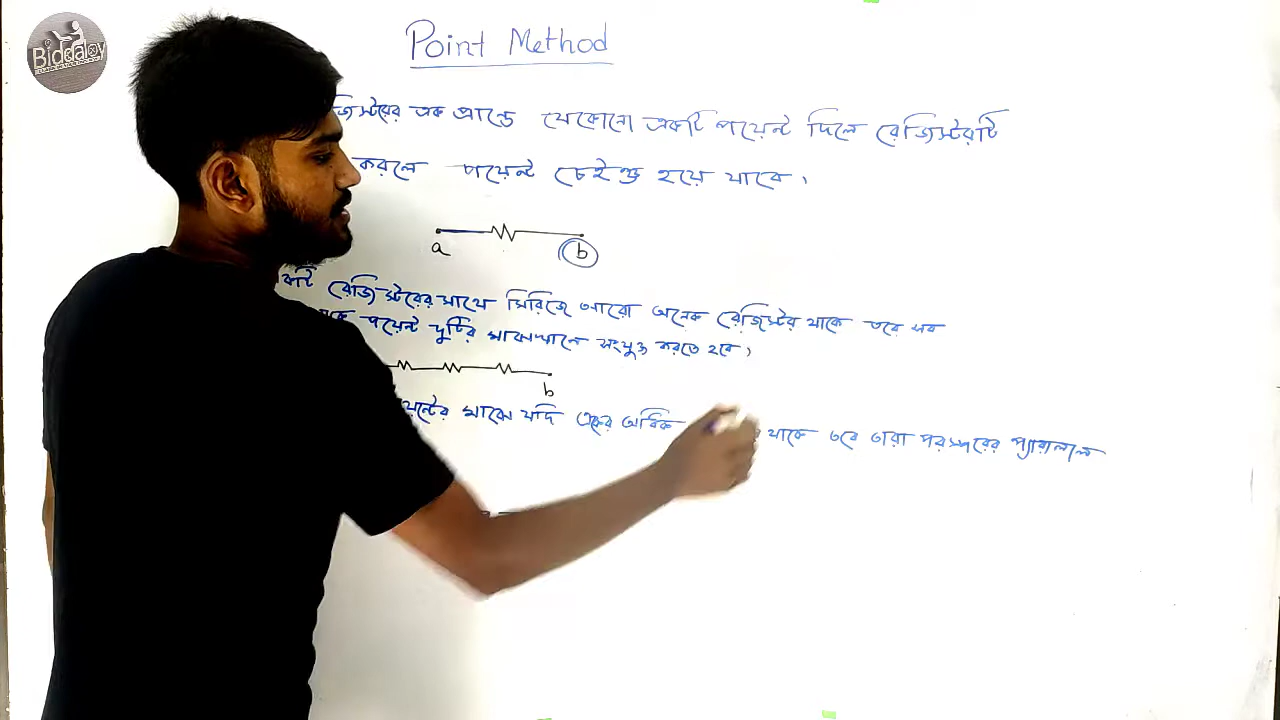 Biddaloy
Point Method
জিস্টরের এক প্রান্তে যেকোনো একটি পয়েন্ট দিলে রেজিস্টরটি
করলে পয়েন্ট চেইঞ্জ হয়ে যাবে।
a b
কটি রেজিস্টরের সাথে সিরিজে আরো অনেক রেজিস্টর থাকে তবে সব
পয়েন্ট দুটির মাঝখানে সংযুক্ত করতে হবে।
b
য়েন্টের মাঝে যদি একের অধিক থাকে তবে তারা পরস্পরের প্যারালালে